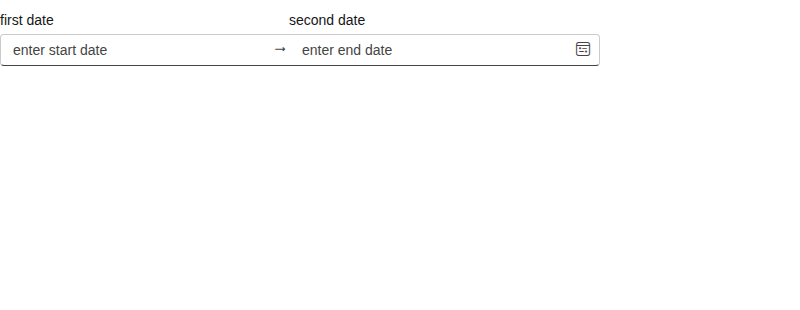 first date second date
enter start date → enter end date